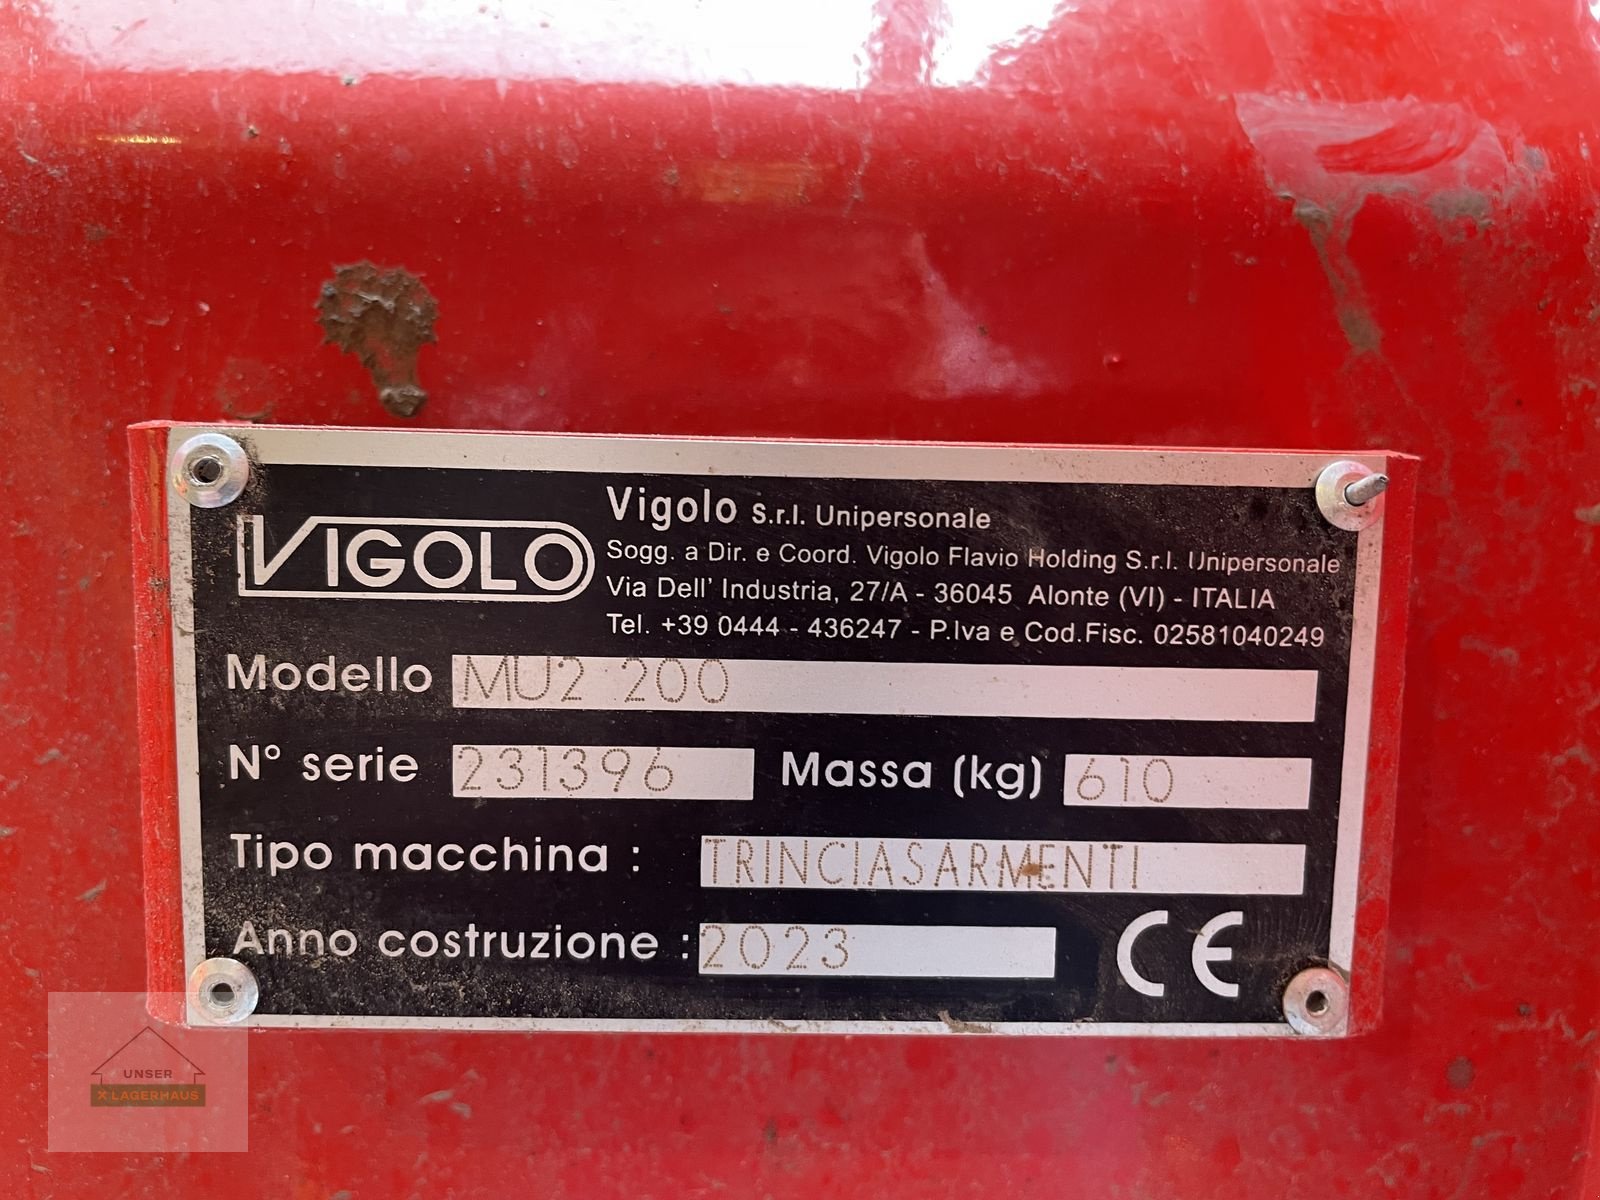 VIGOLO
Vigolo S.r.l. Unipersonale
Sogg. a Dir. e Coord. Vigolo Flavio Holding S.r.l. Unipersonale
Via Dell' Industria, 27/A - 36045 Alonte (VI) - ITALIA
Tel. +39 0444 - 436247 - P.Iva e Cod.Fisc. 02581040249
Modello MU2 200
N° serie 231396 Massa (kg) 610
Tipo macchina : TRINCIASARMENTI
Anno costruzione : 2023 CE
UNSER
X LAGERHAUS